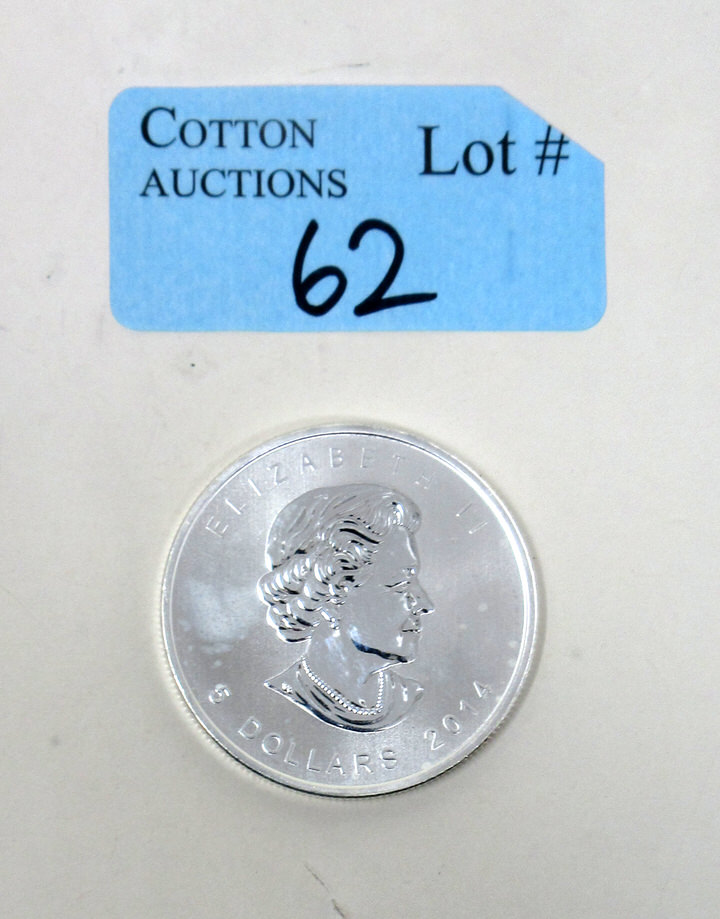 COTTON
AUCTIONS
Lot #
62
ELIZABETH II
5 DOLLARS 2014